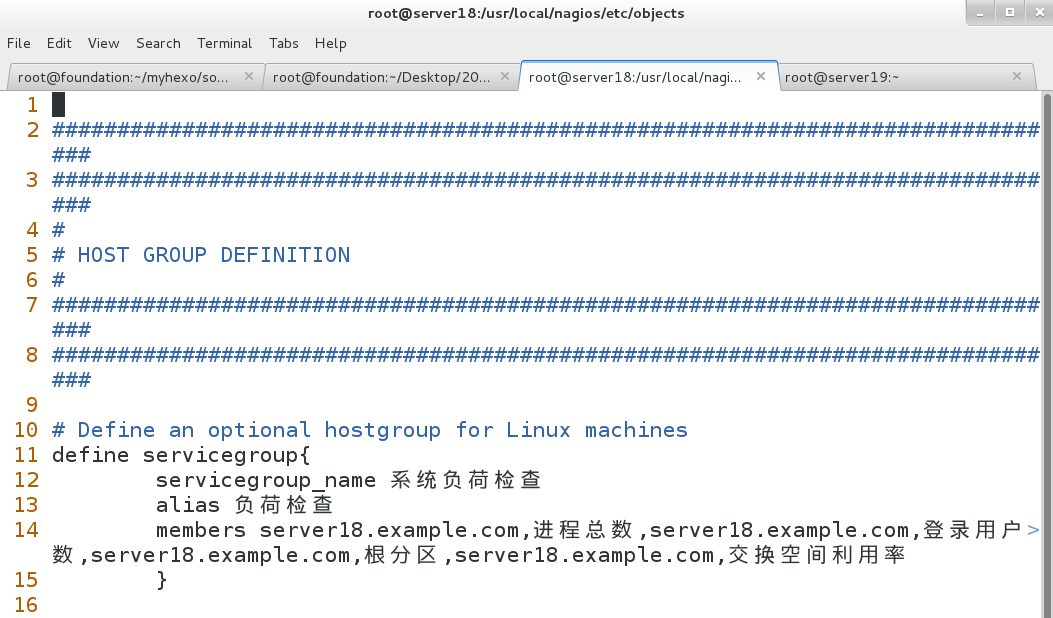 root@server18:/usr/local/nagios/etc/objects
File Edit View Search Terminal Tabs Help
root@foundation:~/myhexo/so... root@foundation:~/Desktop/20... root@server18:/usr/local/nagi... root@server19:~
1
2 ############################################################################
###
3 ############################################################################
###
4 #
5 # HOST GROUP DEFINITION
6 #
7 ############################################################################
###
8 ############################################################################
###
9
10 # Define an optional hostgroup for Linux machines
11 define servicegroup{
12 servicegroup_name 系统负荷检查
13 alias 负荷检查
14 members server18.example.com,进程总数,server18.example.com,登录用户>
数,server18.example.com,根分区,server18.example.com,交换空间利用率
15 }
16